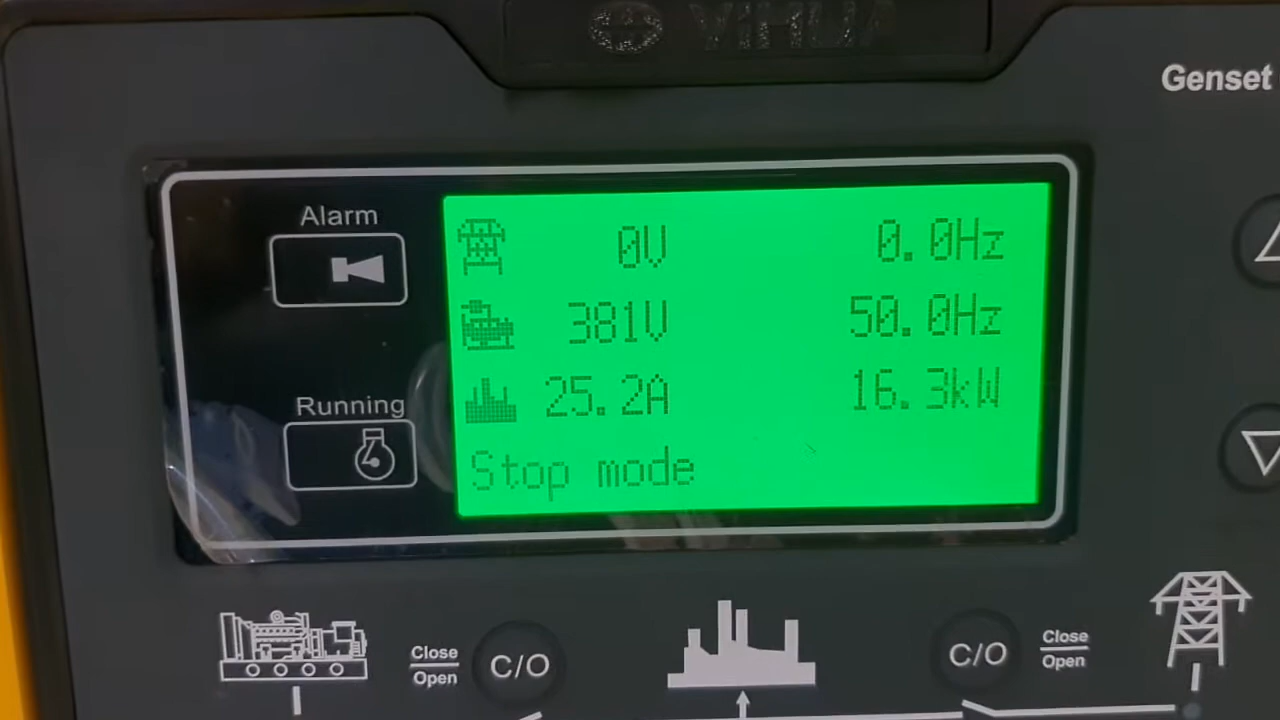 YIHUA
Genset
Alarm
0V 0.0Hz
381V 50.0Hz
25.2A 16.3kW
Running
Stop mode
Close
Open
C/O
C/O
Close
Open